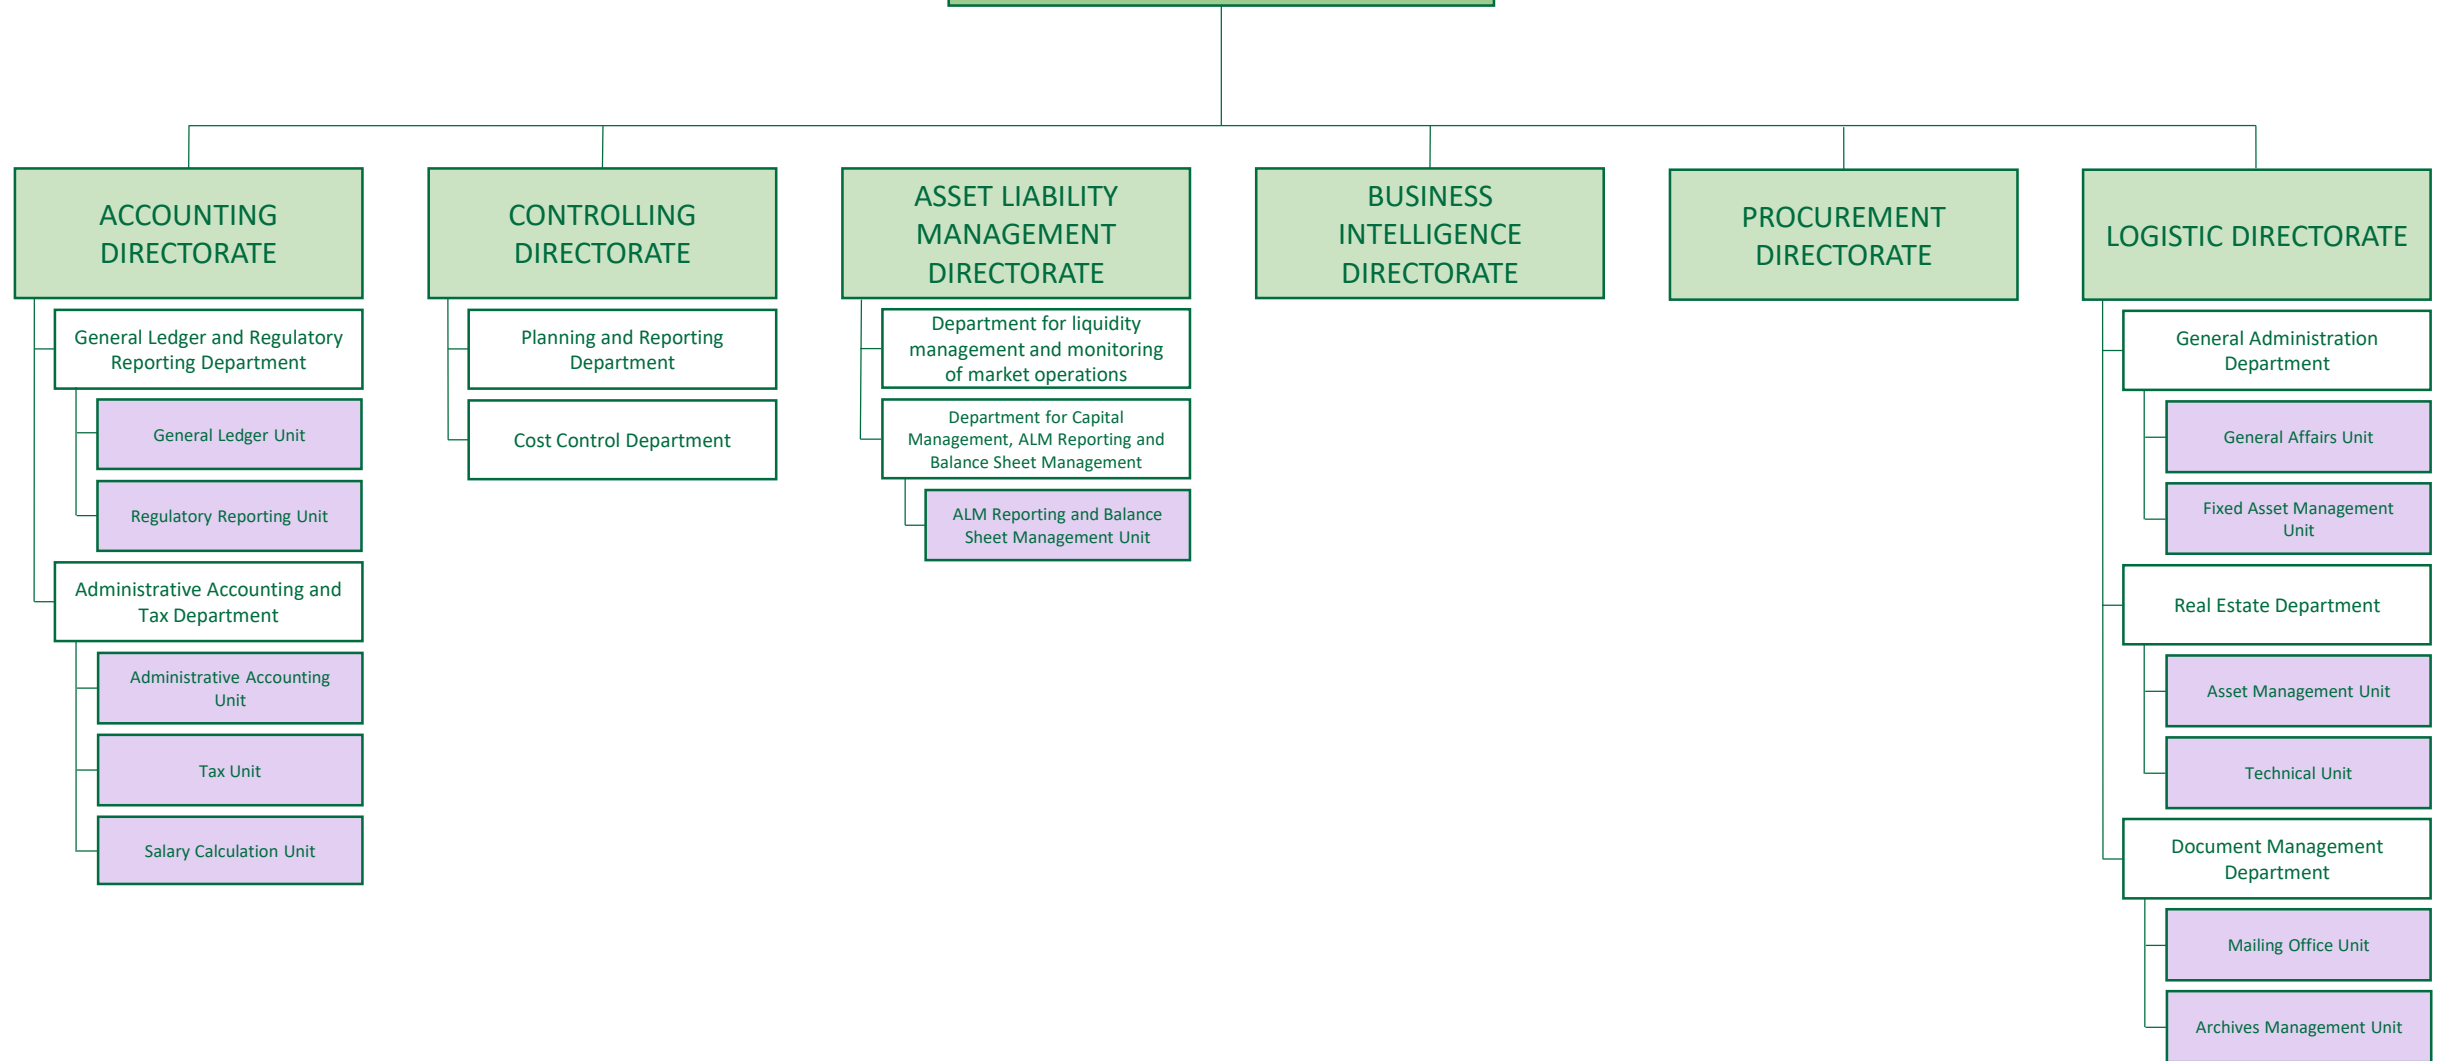 ACCOUNTING
DIRECTORATE
General Ledger and Regulatory
Reporting Department
General Ledger Unit
Regulatory Reporting Unit
Administrative Accounting and
Tax Department
Administrative Accounting
Unit
Tax Unit
Salary Calculation Unit
CONTROLLING
DIRECTORATE
Planning and Reporting
Department
Cost Control Department
ASSET LIABILITY
MANAGEMENT
DIRECTORATE
Department for liquidity
management and monitoring
of market operations
Department for Capital
Management, ALM Reporting and
Balance Sheet Management
ALM Reporting and Balance
Sheet Management Unit
BUSINESS
INTELLIGENCE
DIRECTORATE
PROCUREMENT
DIRECTORATE
LOGISTIC DIRECTORATE
General Administration
Department
General Affairs Unit
Fixed Asset Management
Unit
Real Estate Department
Asset Management Unit
Technical Unit
Document Management
Department
Mailing Office Unit
Archives Management Unit